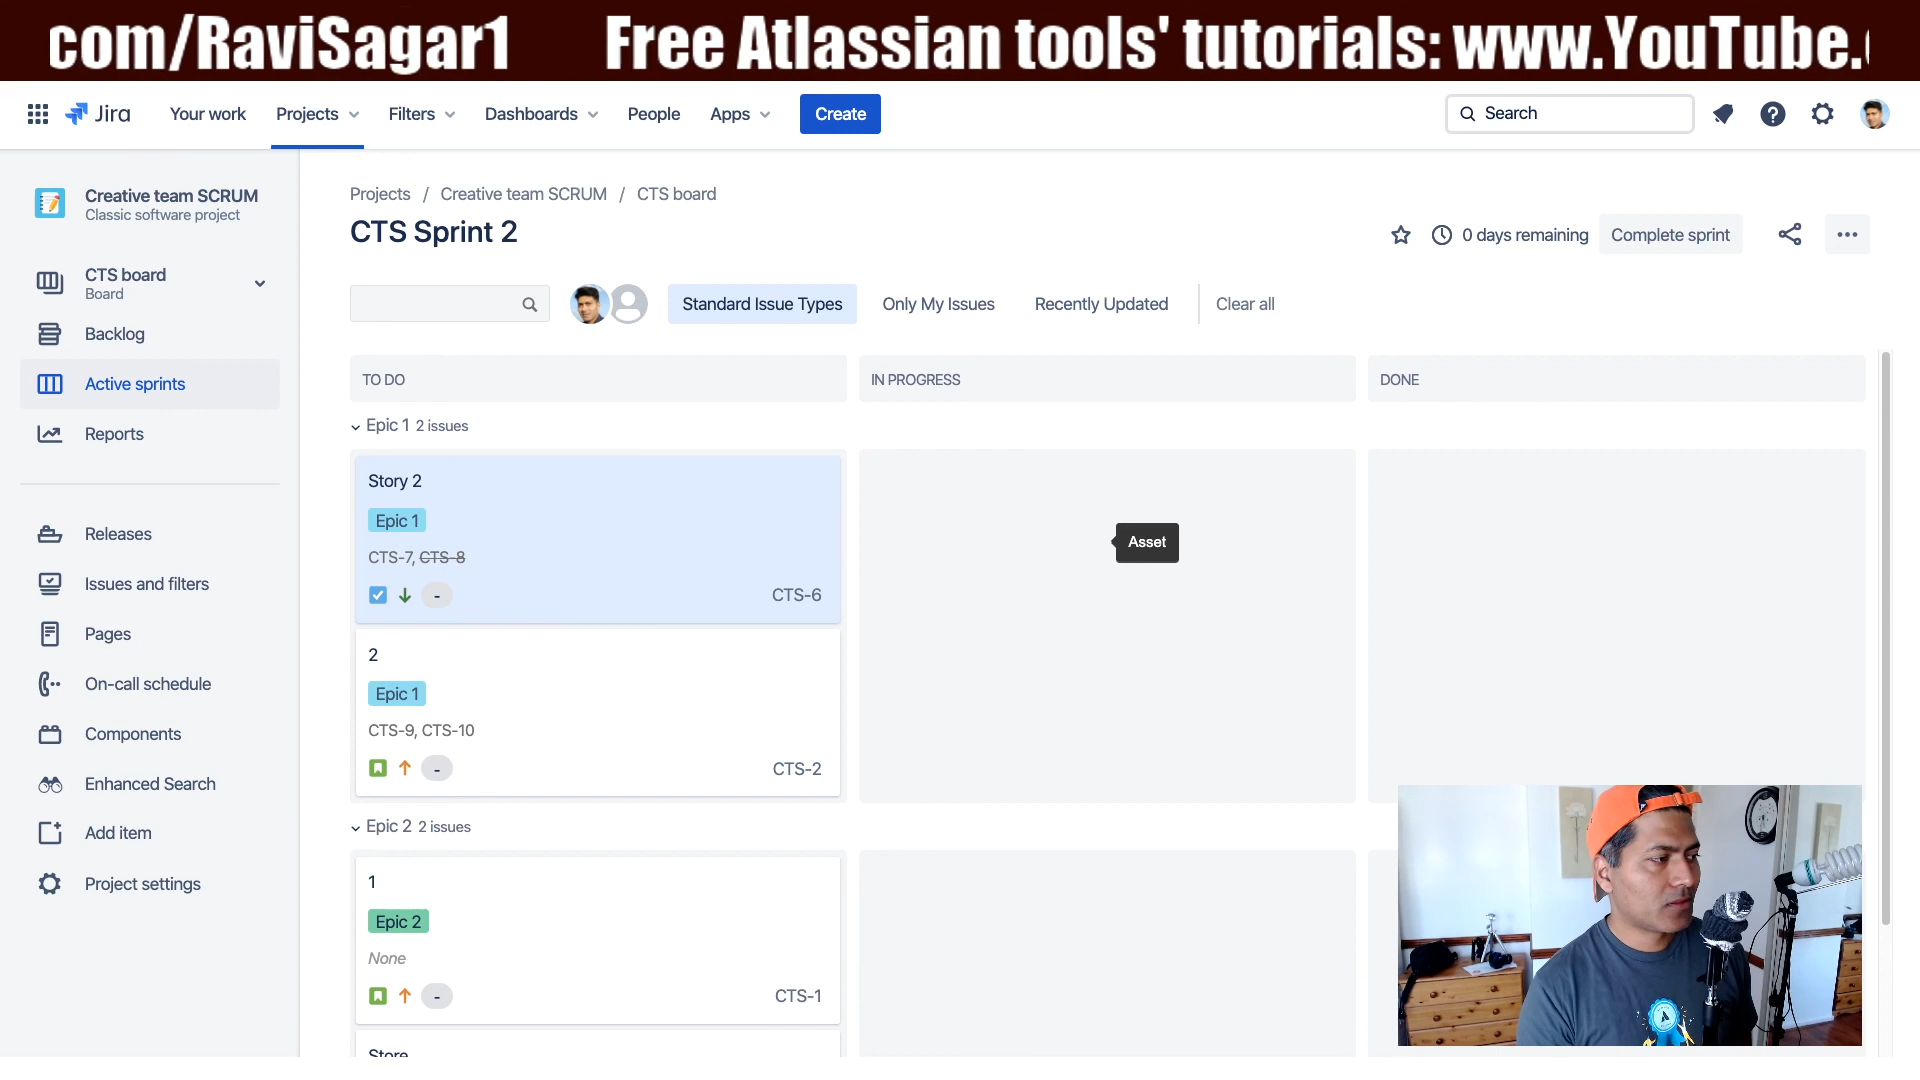 com/RaviSagar1 Free Atlassian tools' tutorials: www.YouTube.
Jira Your work Projects Filters Dashboards People Apps Create Search
Creative team SCRUM
Classic software project
CTS board
Board
Backlog
Active sprints
Reports
Releases
Issues and filters
Pages
On-call schedule
Components
Enhanced Search
Add item
Project settings
Projects / Creative team SCRUM / CTS board
CTS Sprint 2
0 days remaining Complete sprint
Standard Issue Types Only My Issues Recently Updated Clear all
TO DO IN PROGRESS DONE
Epic 1 2 issues
Story 2
Epic 1
CTS-7, CTS-8
- CTS-6
Asset
2
Epic 1
CTS-9, CTS-10
- CTS-2
Epic 2 2 issues
1
Epic 2
None
- CTS-1
Store